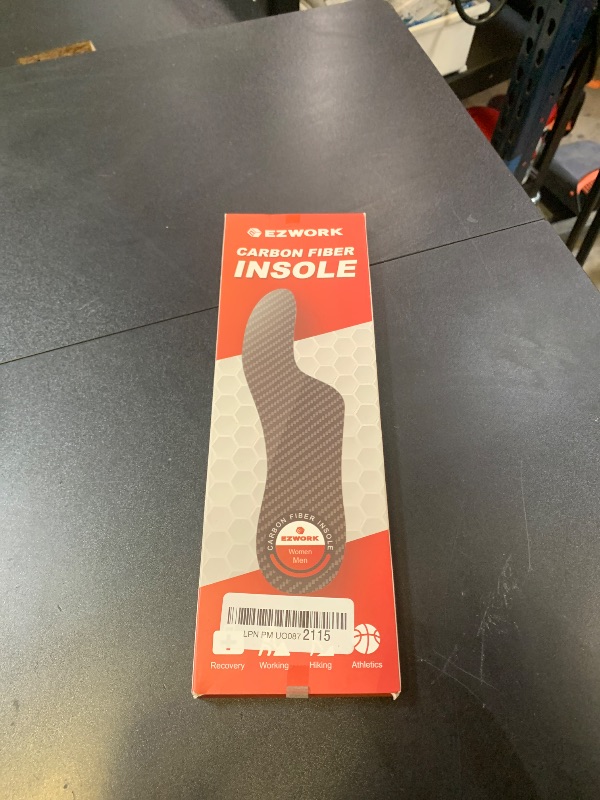 EZWORK
CARBON FIBER
INSOLE
CARBON FIBER INSOLE
EZWORK
Women
Men
LPN PM UO087 2115
Recovery Working Hiking Athletics